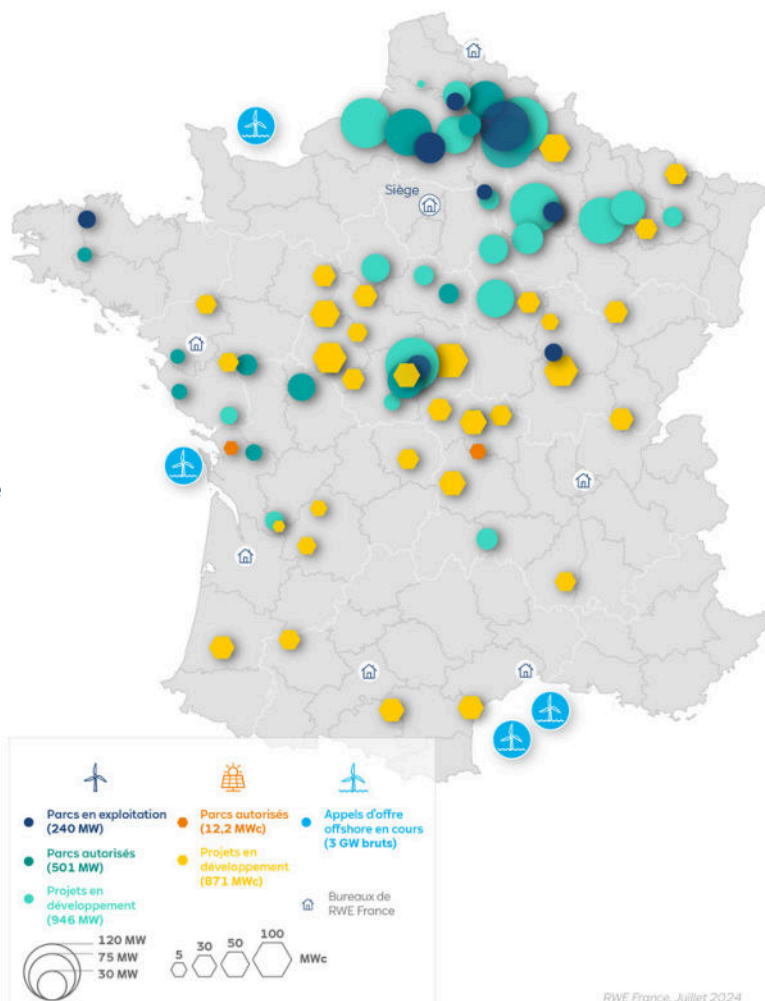 Siège
Parcs en exploitation
(240 MW)
Parcs autorisés
(501 MW)
Projets en
développement
(946 MW)
120 MW
75 MW
30 MW
Parcs autorisés
(12,2 MWc)
Projets en
développement
(871 MWc)
5
30
50
100
MWc
Appels d'offre
offshore en cours
(3 GW bruts)
Bureaux de
RWE France
RWE France, Juillet 2024